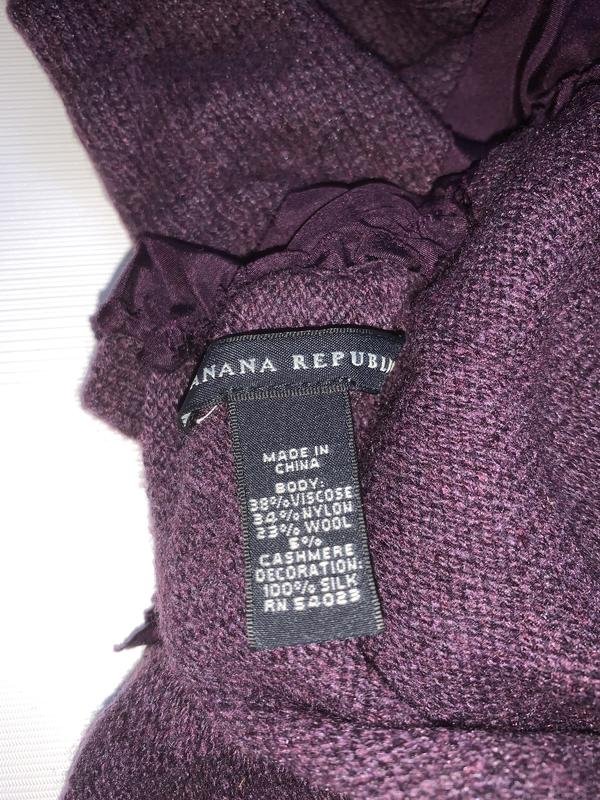 ANANA REPUBLI
MADE IN
CHINA
BODY:
38% VISCOSE
34% NYLON
23% WOOL
5%
CASHMERE
DECORATION:
100% SILK
RN 54023